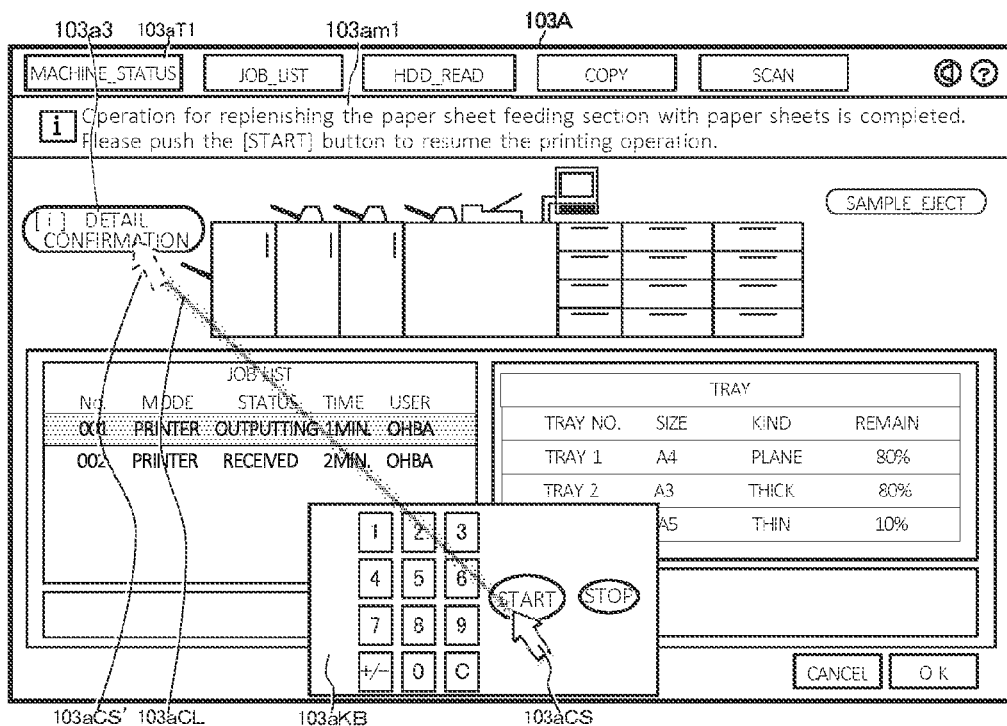 103a3 103aT1 103am1 103A
MACHINE_STATUS JOB_LIST HDD_READ COPY SCAN ?
i Operation for replenishing the paper sheet feeding section with paper sheets is completed.
Please push the [START] button to resume the printing operation.
[ i ] DETAIL
CONFIRMATION
SAMPLE_EJECT
JOB LIST
No. MODE STATUS TIME USER
001 PRINTER OUTPUTTING 1MIN. OHBA
002 PRINTER RECEIVED 2MIN. OHBA
TRAY
TRAY NO. SIZE KIND REMAIN
TRAY 1 A4 PLANE 80%
TRAY 2 A3 THICK 80%
A5 THIN 10%
1 2 3
4 5 6
7 8 9
+/- 0 C
START STOP
CANCEL O K
103aCS' 103aCL 103aKB 103aCS